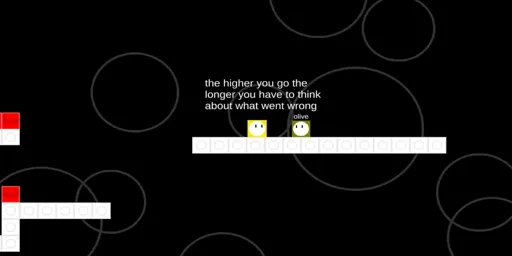 the higher you go the
longer you have to think
about what went wrong
olive